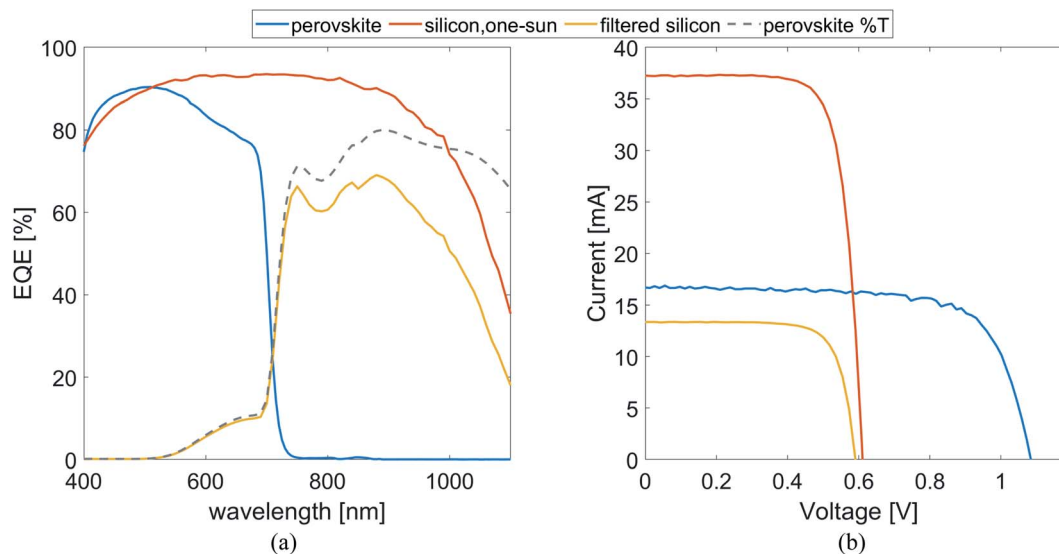 perovskite silicon,one-sun filtered silicon perovskite %T
100
80
60
40
20
0
EQE [%]
400 600 800 1000
wavelength [nm]
(a)
40
35
30
25
20
15
10
5
0
Current [mA]
0 0.2 0.4 0.6 0.8 1
Voltage [V]
(b)